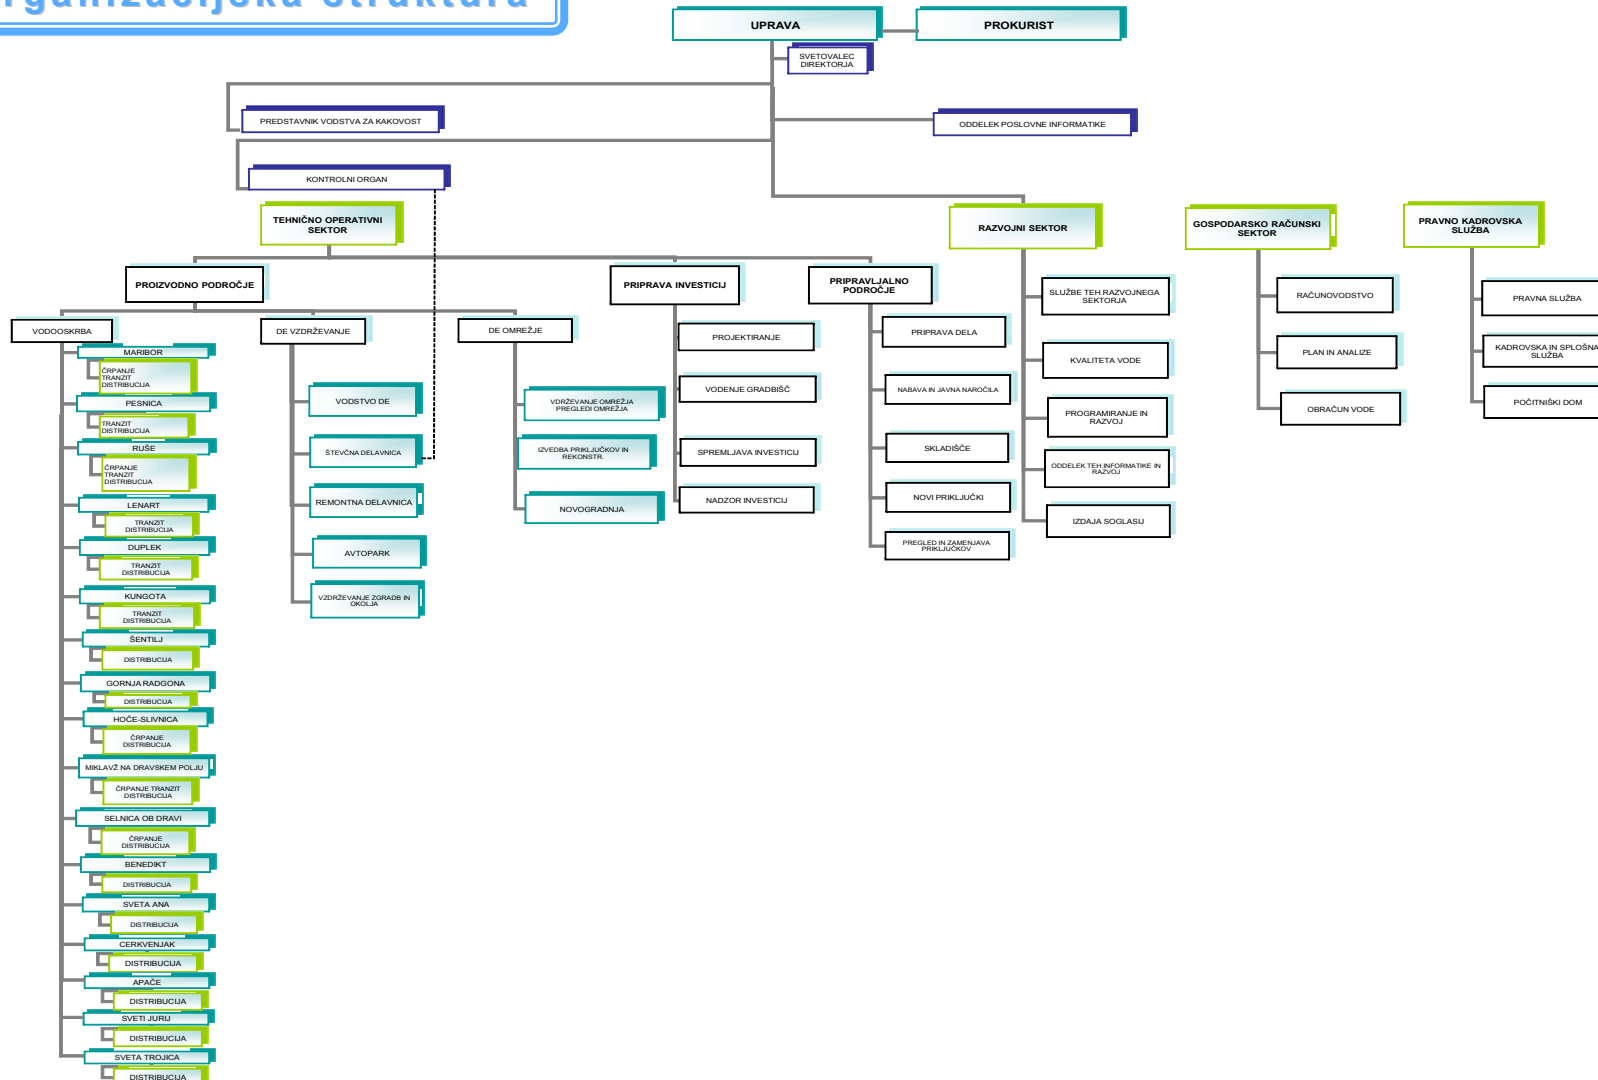 rganizacijska struktura
UPRAVA
PROKURIST
SVETOVALEC
DIREKTORJA
PREDSTAVNIK VODSTVA ZA KAKOVOST
ODDELEK POSLOVNE INFORMATIKE
KONTROLNI ORGAN
TEHNIČNO OPERATIVNI
SEKTOR
RAZVOJNI SEKTOR
GOSPODARSKO RAČUNSKI
SEKTOR
PRAVNO KADROVSKA
SLUŽBA
PROIZVODNO PODROČJE
PRIPRAVA INVESTICIJ
PRIPRAVLJALNO
PODROČJE
VODOOSKRBA
DE VZDRŽEVANJE
DE OMREŽJE
MARIBOR
ČRPANJE
TRANZIT
DISTRIBUCIJA
PESNICA
TRANZIT
DISTRIBUCIJA
RUŠE
ČRPANJE
TRANZIT
DISTRIBUCIJA
LENART
TRANZIT
DISTRIBUCIJA
DUPLEK
TRANZIT
DISTRIBUCIJA
KUNGOTA
TRANZIT
DISTRIBUCIJA
ŠENTILJ
DISTRIBUCIJA
GORNJA RADGONA
DISTRIBUCIJA
HOČE-SLIVNICA
ČRPANJE
DISTRIBUCIJA
MIKLAVŽ NA DRAVSKEM POLJU
ČRPANJE TRANZIT
DISTRIBUCIJA
SELNICA OB DRAVI
ČRPANJE
DISTRIBUCIJA
BENEDIKT
DISTRIBUCIJA
SVETA ANA
DISTRIBUCIJA
CERKVENJAK
DISTRIBUCIJA
APAČE
DISTRIBUCIJA
SVETI JURIJ
DISTRIBUCIJA
SVETA TROJICA
DISTRIBUCIJA
VODSTVO DE
ŠTEVČNA DELAVNICA
REMONTNA DELAVNICA
AVTOPARK
VZDRŽEVANJE ZGRADB IN
OKOLJA
VDRŽEVANJE OMREŽJA
PREGLEDI OMREŽJA
IZVEDBA PRIKLJUČKOV IN
REKONSTR.
NOVOGRADNJA
PROJEKTIRANJE
VODENJE GRADBIŠČ
SPREMLJAVA INVESTICIJ
NADZOR INVESTICIJ
PRIPRAVA DELA
NABAVA IN JAVNA NAROČILA
SKLADIŠČE
NOVI PRIKLJUČKI
PREGLED IN ZAMENJAVA
PRIKLJUČKOV
SLUŽBE TEH.RAZVOJNEGA
SEKTORJA
KVALITETA VODE
PROGRAMIRANJE IN
RAZVOJ
ODDELEK TEH.INFORMATIKE IN
RAZVOJ
IZDAJA SOGLASIJ
RAČUNOVODSTVO
PLAN IN ANALIZE
OBRAČUN VODE
PRAVNA SLUŽBA
KADROVSKA IN SPLOŠNA
SLUŽBA
POČITNIŠKI DOM